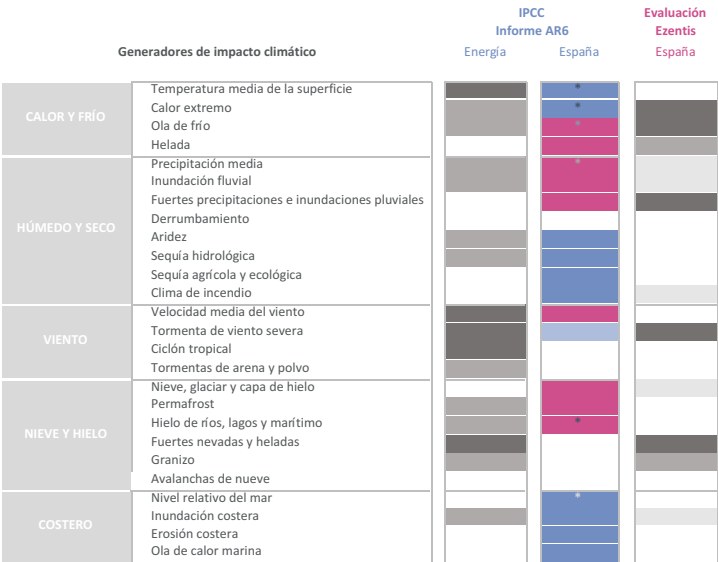 IPCC
Informe AR6
Evaluación
Ezentis
Generadores de impacto climático
Energía
España
España
CALOR Y FRÍO
Temperatura media de la superficie
*
Calor extremo
*
Ola de frío
*
Helada
HÚMEDO Y SECO
Precipitación media
*
Inundación fluvial
Fuertes precipitaciones e inundaciones pluviales
Derrumbamiento
Aridez
Sequía hidrológica
Sequía agrícola y ecológica
Clima de incendio
VIENTO
Velocidad media del viento
Tormenta de viento severa
Ciclón tropical
Tormentas de arena y polvo
NIEVE Y HIELO
Nieve, glaciar y capa de hielo
Permafrost
Hielo de ríos, lagos y marítimo
*
Fuertes nevadas y heladas
Granizo
Avalanchas de nueve
COSTERO
Nivel relativo del mar
*
Inundación costera
Erosión costera
Ola de calor marina